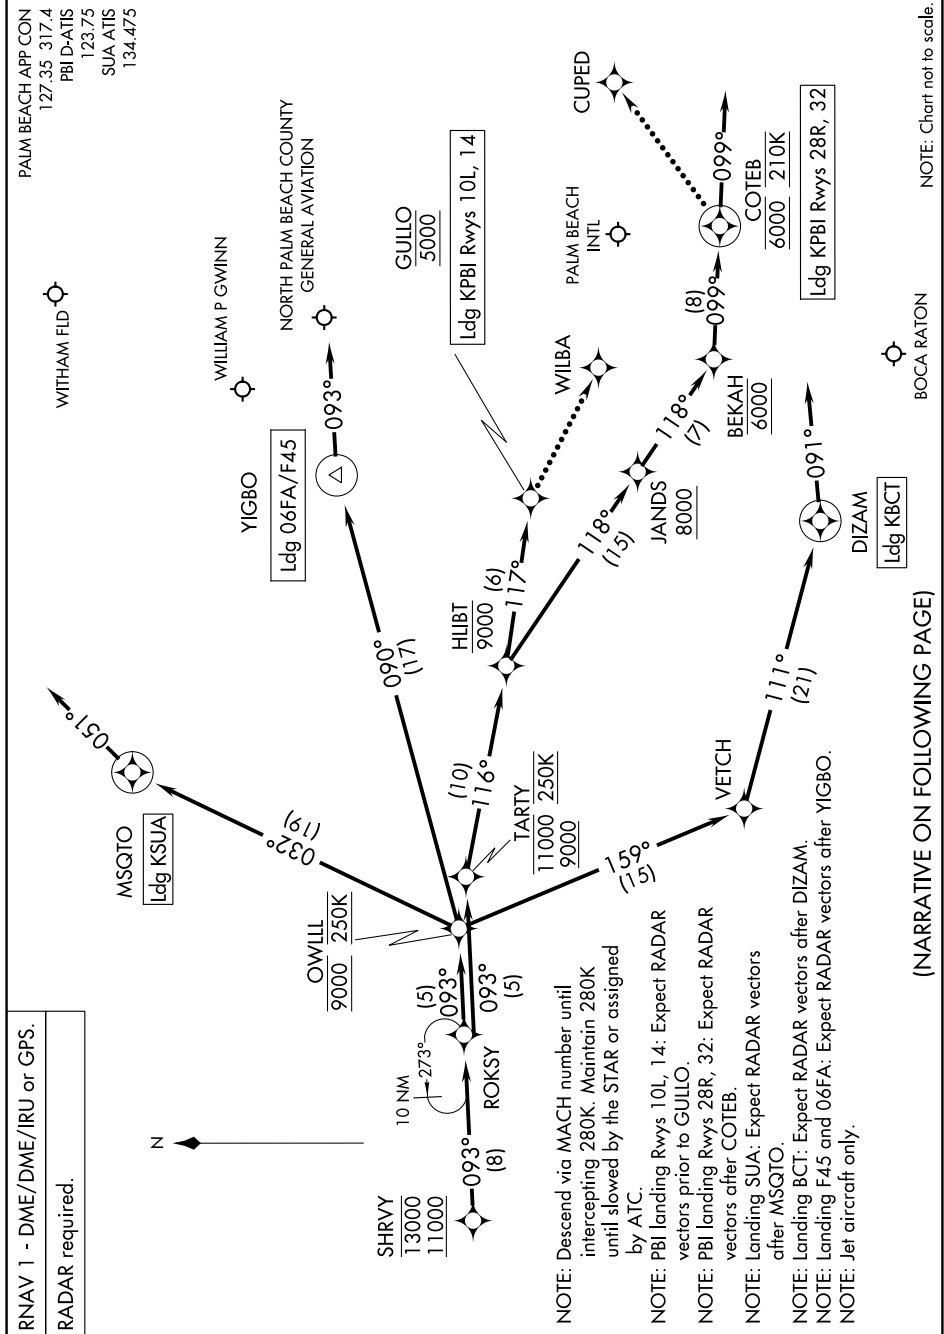 RNAV 1 - DME/DME/IRU or GPS.
RADAR required.
PALM BEACH APP CON
127.35 317.4
PBI D-ATIS
123.75
SUA ATIS
134.475
N
WITHAM FLD
WILLIAM P GWINN
NORTH PALM BEACH COUNTY
GENERAL AVIATION
MSQTO
Ldg KSUA
051°
032°
(19)
YIGBO
Ldg 06FA/F45
093°
090°
(17)
GULLO
5000
Ldg KPBI Rwys 10L, 14
CUPED
PALM BEACH
INTL
WILBA
OWLLL
9000 250K
HLIBT
9000
(6)
117°
(10)
116°
TARTY
11000 250K
9000
SHRVY
13000
11000
093°
(8)
10 NM
273°
ROKSY
(5)
093°
093°
(5)
118°
(15)
JANDS
8000
118°
(7)
BEKAH
6000
(8)
099°
COTEB
6000 210K
Ldg KPBI Rwys 28R, 32
099°
159°
(15)
VETCH
111°
(21)
DIZAM
Ldg KBCT
091°
BOCA RATON
NOTE: Descend via MACH number until
intercepting 280K. Maintain 280K
until slowed by the STAR or assigned
by ATC.
NOTE: PBI landing Rwys 10L, 14: Expect RADAR
vectors prior to GULLO.
NOTE: PBI landing Rwys 28R, 32: Expect RADAR
vectors after COTEB.
NOTE: Landing SUA: Expect RADAR vectors
after MSQTO.
NOTE: Landing BCT: Expect RADAR vectors after DIZAM.
NOTE: Landing F45 and 06FA: Expect RADAR vectors after YIGBO.
NOTE: Jet aircraft only.
(NARRATIVE ON FOLLOWING PAGE)
NOTE: Chart not to scale.